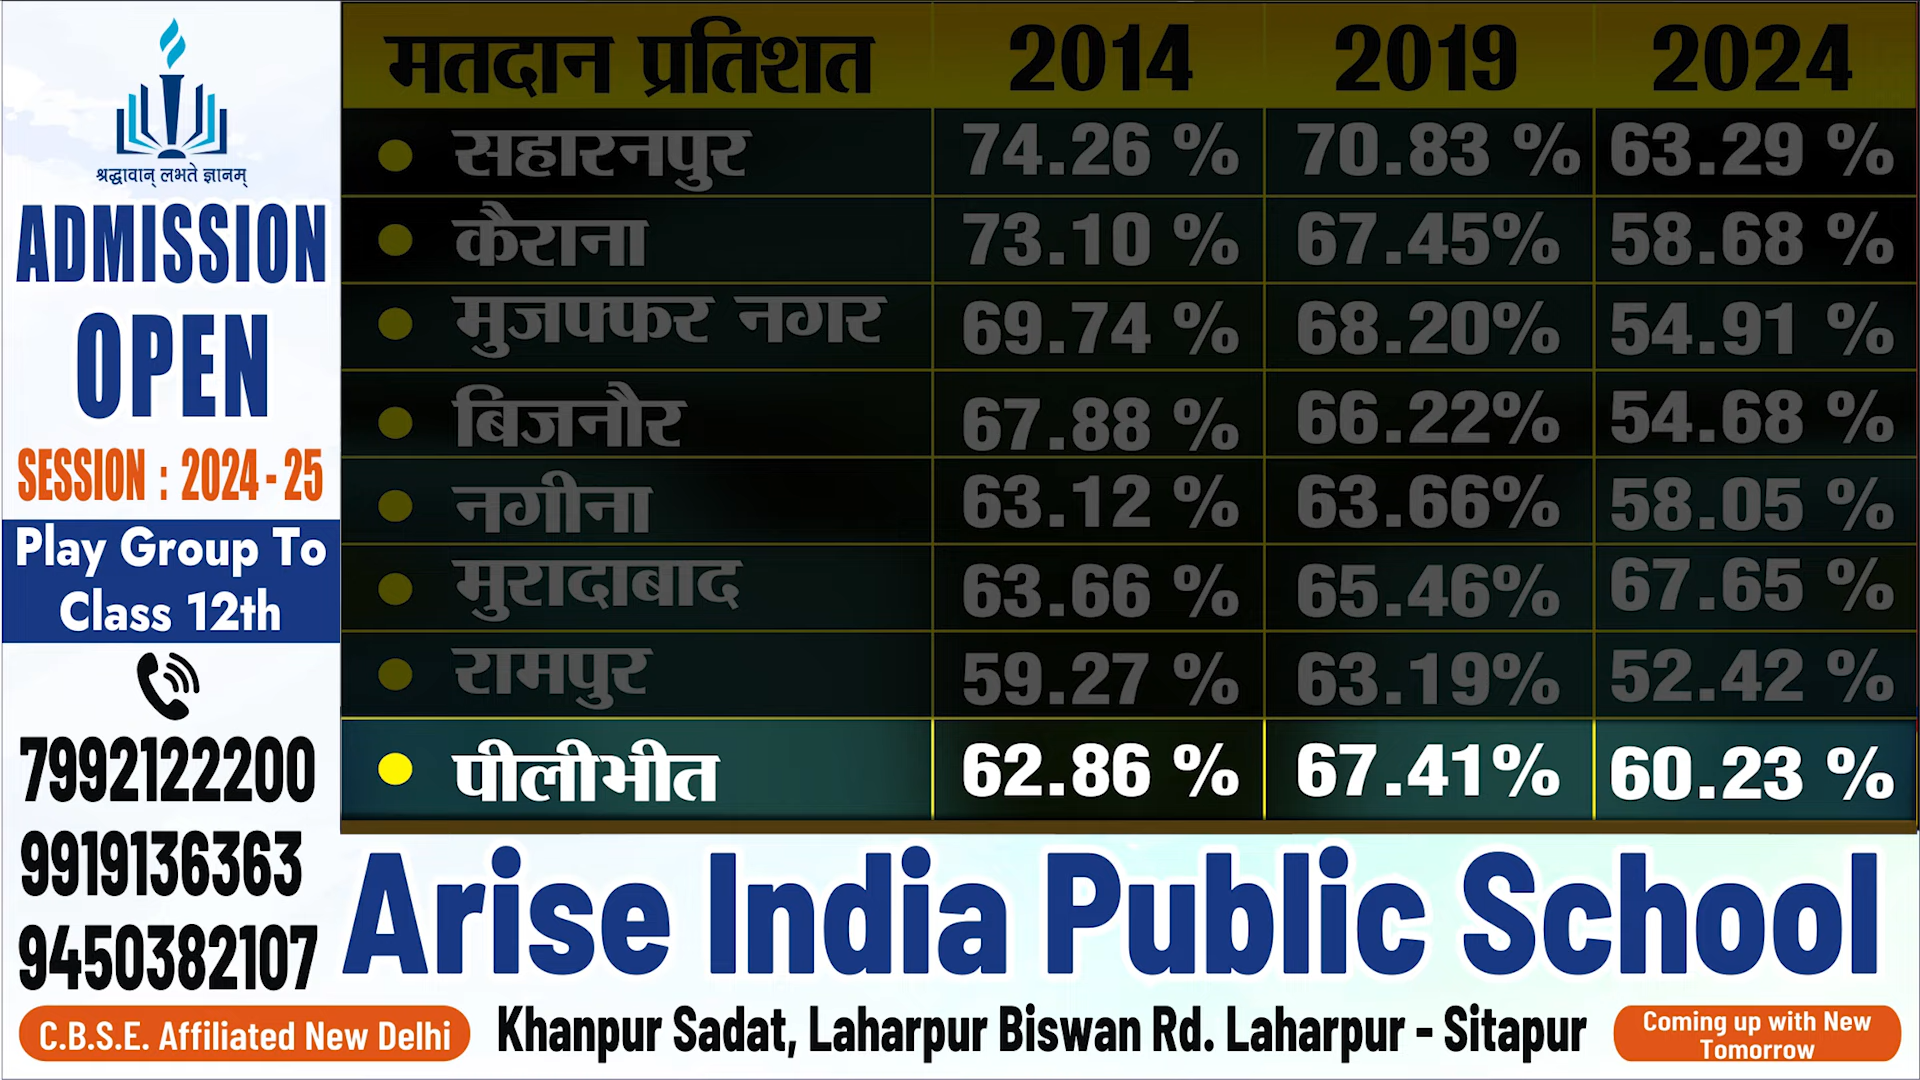 श्रद्धावान् लभते ज्ञानम्
ADMISSION
OPEN
SESSION : 2024-25
Play Group To
Class 12th
7992122200
9919136363
9450382107
मतदान प्रतिशत 2014 2019 2024
सहारनपुर 74.26 % 70.83 % 63.29 %
कैराना 73.10 % 67.45% 58.68 %
मुजफ्फर नगर 69.74 % 68.20% 54.91 %
बिजनौर 67.88 % 66.22% 54.68 %
नगीना 63.12 % 63.66% 58.05 %
मुरादाबाद 63.66 % 65.46% 67.65 %
रामपुर 59.27 % 63.19% 52.42 %
पीलीभीत 62.86 % 67.41% 60.23 %
Arise India Public School
C.B.S.E. Affiliated New Delhi
Khanpur Sadat, Laharpur Biswan Rd. Laharpur - Sitapur
Coming up with New
Tomorrow